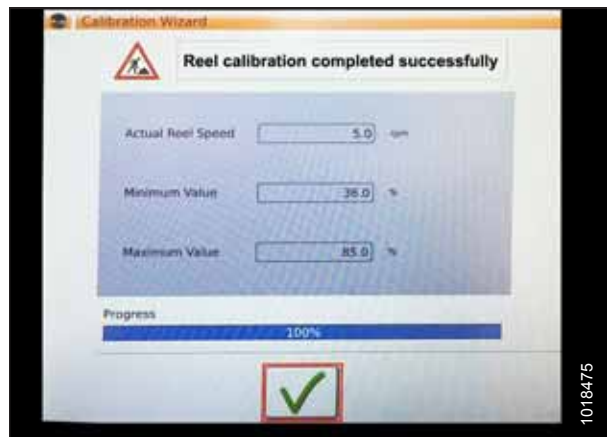 Calibration Wizard
Reel calibration completed successfully
Actual Reel Speed 5.0 rpm
Minimum Value 36.0 %
Maximum Value 85.0 %
Progress
100%
1018475